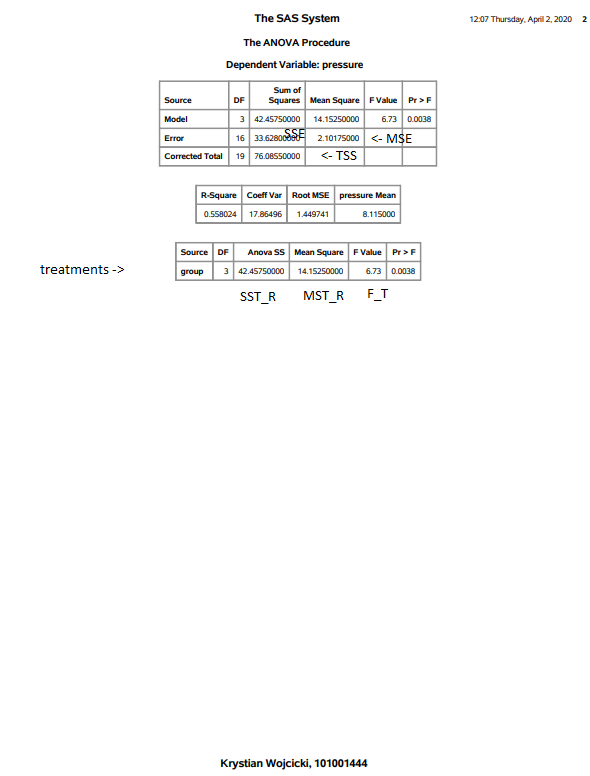 The SAS System
12:07 Thursday, April 2, 2020 2
The ANOVA Procedure
Dependent Variable: pressure
Source DF Sum of Squares Mean Square F Value Pr > F
Model 3 42.45750000 14.15250000 6.73 0.0038
Error 16 33.62800000 2.10175000
SSE
<- MSE
Corrected Total 19 76.08550000
<- TSS
R-Square Coeff Var Root MSE pressure Mean
0.558024 17.86496 1.449741 8.115000
Source DF Anova SS Mean Square F Value Pr > F
treatments ->
group 3 42.45750000 14.15250000 6.73 0.0038
SST_R MST_R F_T
Krystian Wojcicki, 101001444